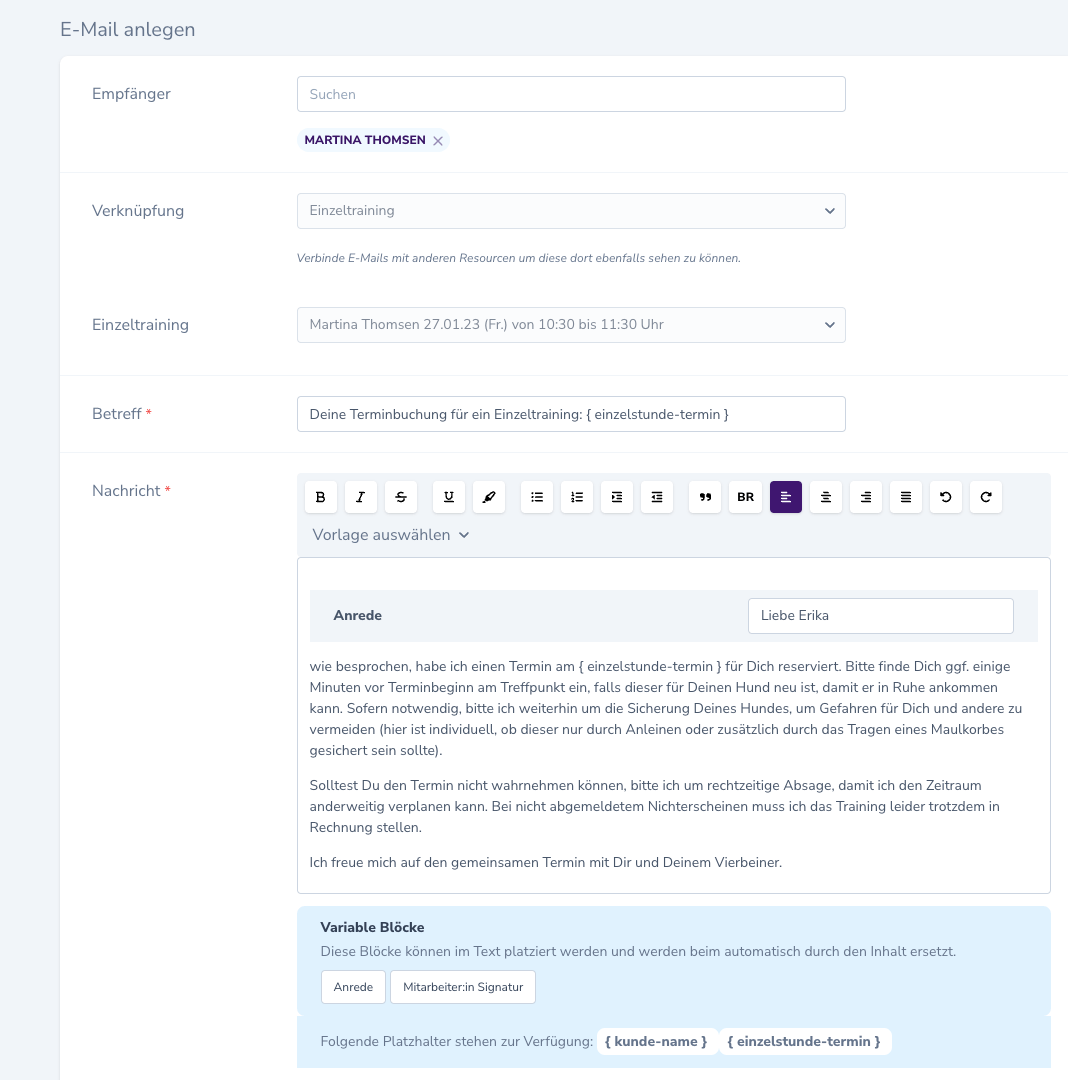 E-Mail anlegen
Empfänger
Suchen
MARTINA THOMSEN
Verknüpfung
Einzeltraining
Verbinde E-Mails mit anderen Resourcen um diese dort ebenfalls sehen zu können.
Einzeltraining
Martina Thomsen 27.01.23 (Fr.) von 10:30 bis 11:30 Uhr
Betreff *
Deine Terminbuchung für ein Einzeltraining: { einzelstunde-termin }
Nachricht *
B I S U BR
Vorlage auswählen
Anrede
Liebe Erika
wie besprochen, habe ich einen Termin am { einzelstunde-termin } für Dich reserviert. Bitte finde Dich ggf. einige
Minuten vor Terminbeginn am Treffpunkt ein, falls dieser für Deinen Hund neu ist, damit er in Ruhe ankommen
kann. Sofern notwendig, bitte ich weiterhin um die Sicherung Deines Hundes, um Gefahren für Dich und andere zu
vermeiden (hier ist individuell, ob dieser nur durch Anleinen oder zusätzlich durch das Tragen eines Maulkorbes
gesichert sein sollte).
Solltest Du den Termin nicht wahrnehmen können, bitte ich um rechtzeitige Absage, damit ich den Zeitraum
anderweitig verplanen kann. Bei nicht abgemeldetem Nichterscheinen muss ich das Training leider trotzdem in
Rechnung stellen.
Ich freue mich auf den gemeinsamen Termin mit Dir und Deinem Vierbeiner.
Variable Blöcke
Diese Blöcke können im Text platziert werden und werden beim automatisch durch den Inhalt ersetzt.
Anrede
Mitarbeiter:in Signatur
Folgende Platzhalter stehen zur Verfügung: { kunde-name } { einzelstunde-termin }